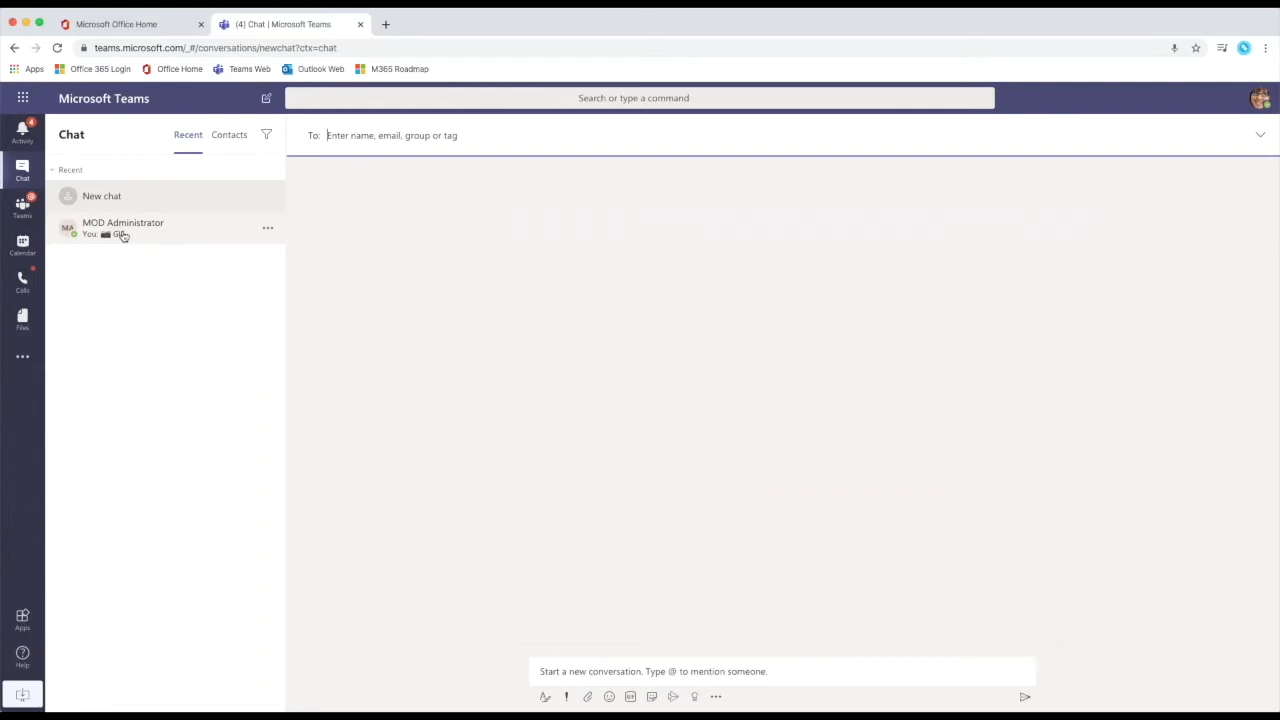 Microsoft Office Home
(4) Chat | Microsoft Teams
teams.microsoft.com/_#/conversations/newchat?ctx=chat
Apps
Office 365 Login
Office Home
Teams Web
Outlook Web
M365 Roadmap
Microsoft Teams
Search or type a command
4
Activity
Chat
Teams
Calendar
Calls
Files
Apps
Help
Chat
Recent
Contacts
Recent
New chat
MA
MOD Administrator
You:
To: Enter name, email, group or tag
Start a new conversation. Type @ to mention someone.
GIF